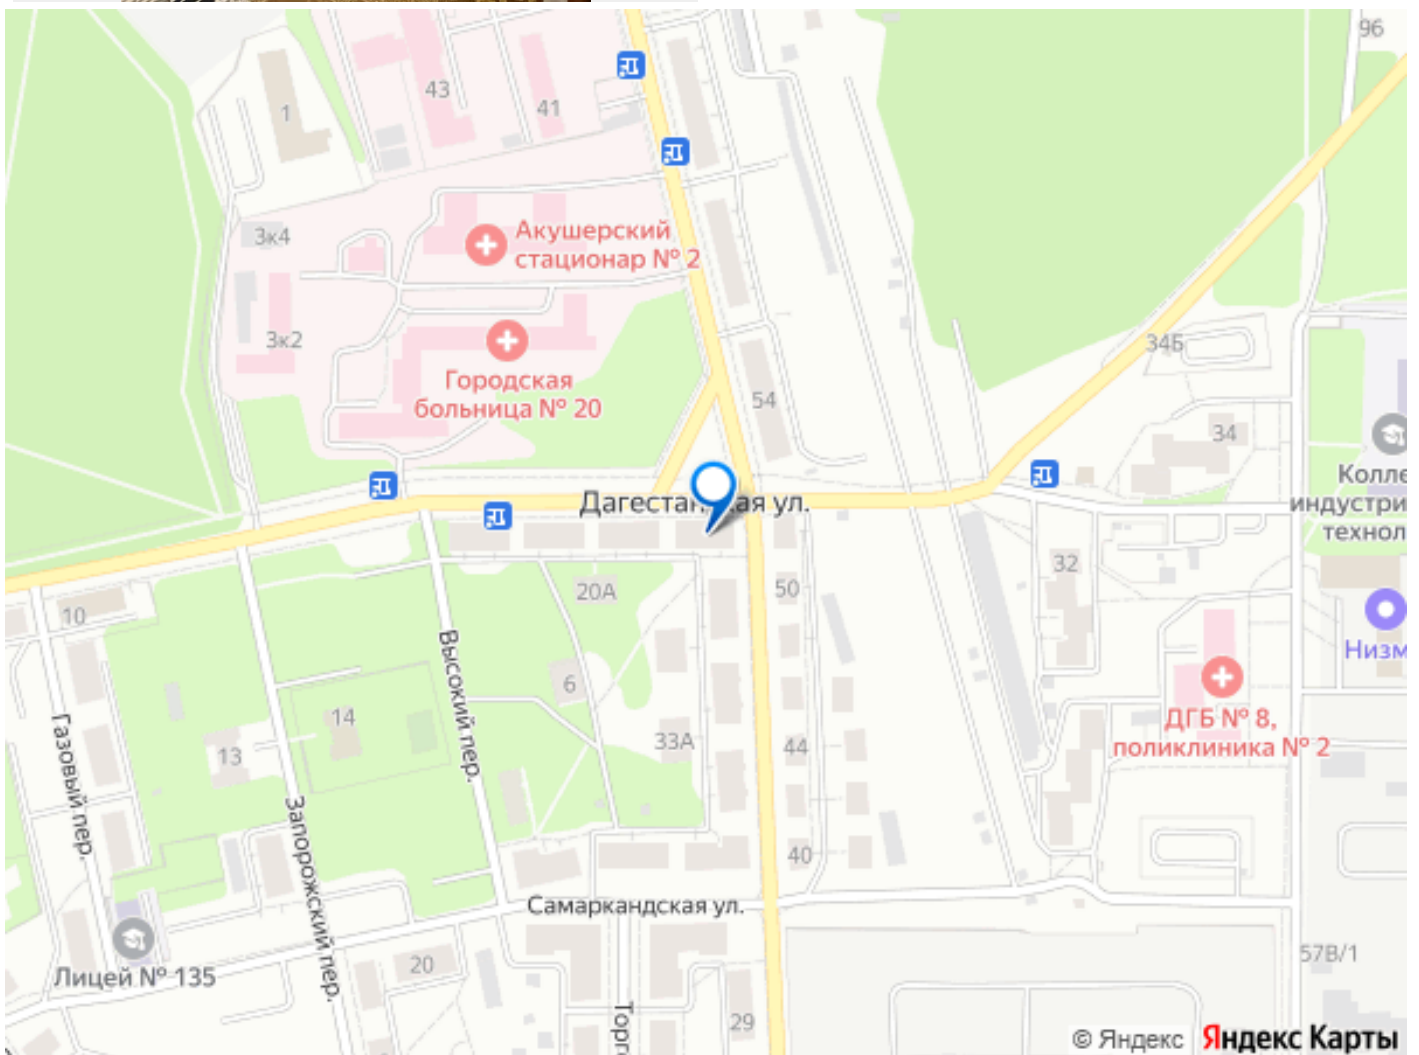 96
43
1
41
Акушерский
стационар № 2
3к4
3к2
34Б
Городская
больница № 20
54
34
Колле
индустри
технол
Дагестанская ул.
32
20А
50
10
Низм
Высокий пер.
6
ДГБ № 8,
поликлиника № 2
14
33А
44
13
Газовый пер.
Запорожский пер.
40
Самаркандская ул.
57В/1
Лицей № 135
20
Торго
29
© Яндекс Яндекс Карты